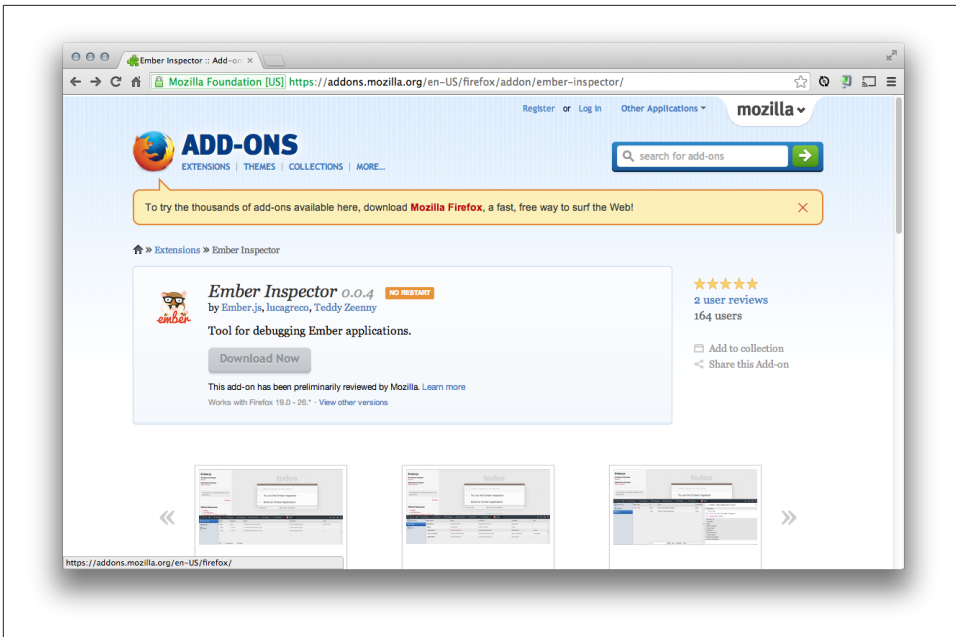 Ember Inspector :: Add-on
Mozilla Foundation [US] https://addons.mozilla.org/en-US/firefox/addon/ember-inspector/
Register or Log in Other Applications
mozilla
ADD-ONS
EXTENSIONS | THEMES | COLLECTIONS | MORE...
search for add-ons
To try the thousands of add-ons available here, download Mozilla Firefox, a fast, free way to surf the Web!
» Extensions » Ember Inspector
ember
Ember Inspector 0.0.4 NO RESTART
by Ember.js, lucagreco, Teddy Zeenny
Tool for debugging Ember applications.
Download Now
This add-on has been preliminarily reviewed by Mozilla. Learn more
Works with Firefox 19.0 - 26.* · View other versions
2 user reviews
164 users
Add to collection
Share this Add-on
todos
todos
todos
« »
https://addons.mozilla.org/en-US/firefox/